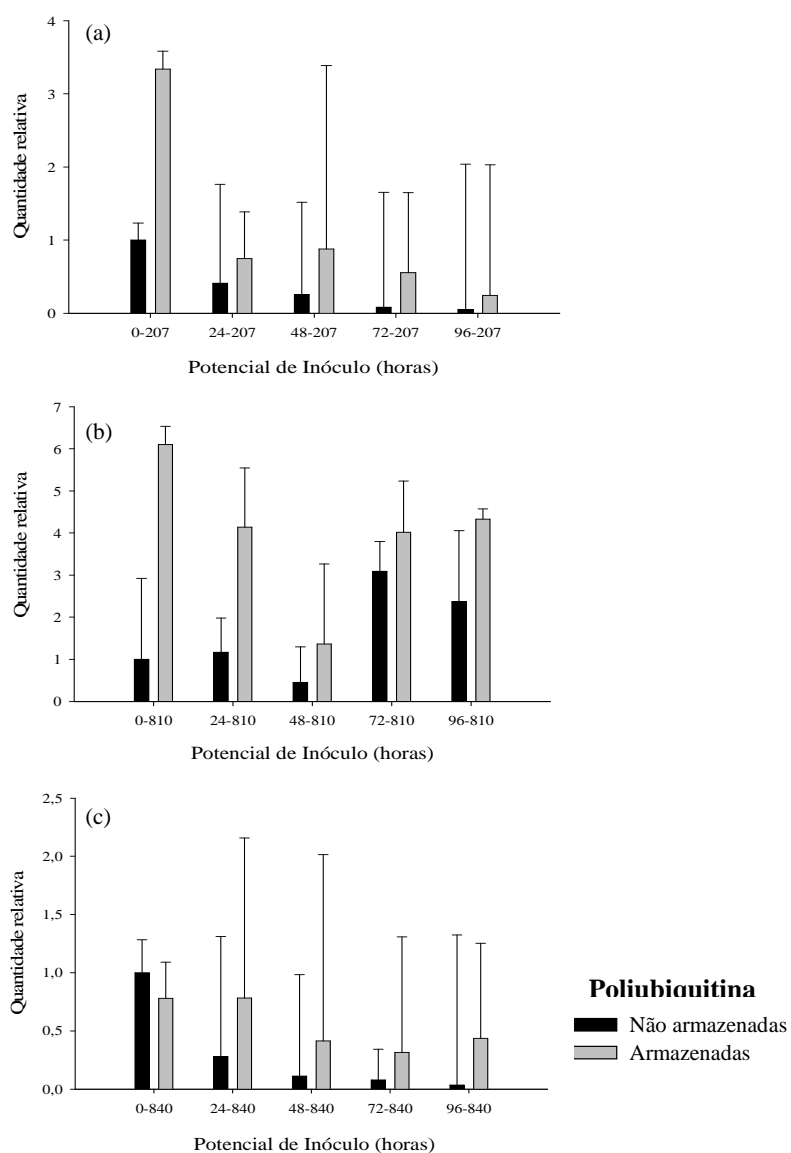 (a)
4
3
2
1
0
Quantidade relativa
0-207 24-207 48-207 72-207 96-207
Potencial de Inóculo (horas)
(b)
7
6
5
4
3
2
1
0
Quantidade relativa
0-810 24-810 48-810 72-810 96-810
Potencial de Inóculo (horas)
(c)
2,5
2,0
1,5
1,0
0,5
0,0
Quantidade relativa
0-840 24-840 48-840 72-840 96-840
Potencial de Inóculo (horas)
Poliubiquitina
Não armazenadas
Armazenadas